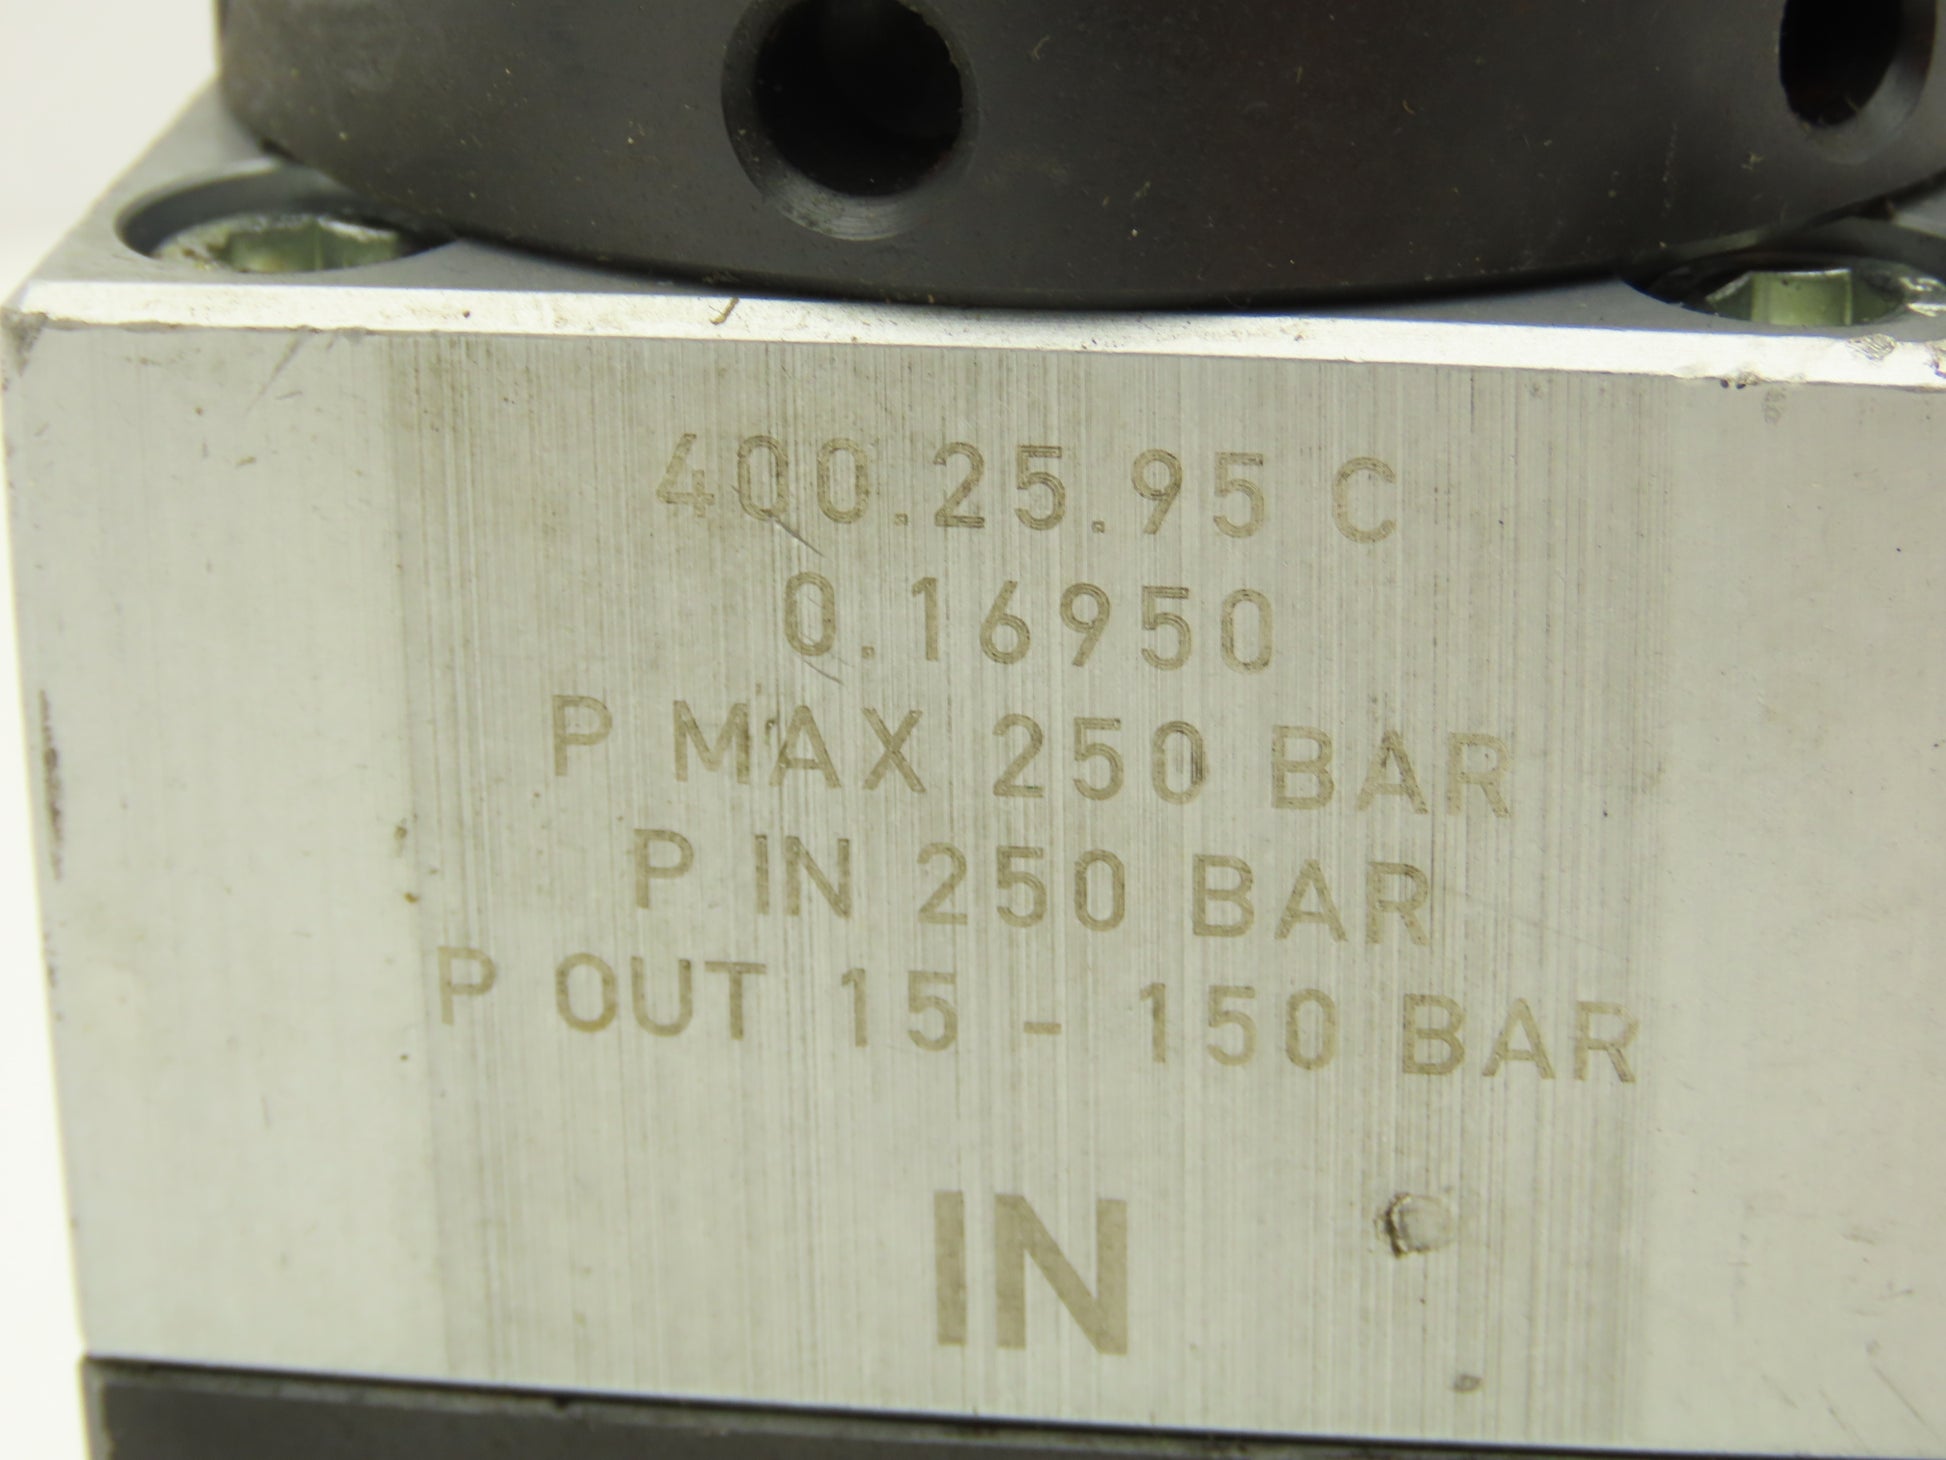 400.25.95 C
0.16950
P MAX 250 BAR
P IN 250 BAR
P OUT 15 - 150 BAR
IN